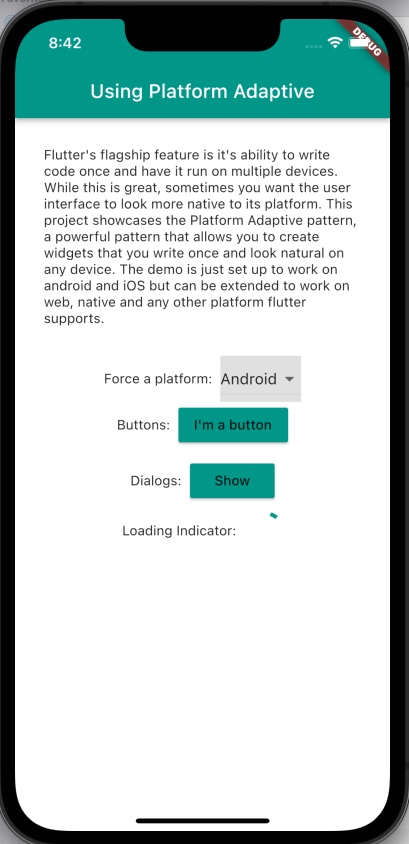 8:42
DEBUG
Using Platform Adaptive
Flutter's flagship feature is it's ability to write
code once and have it run on multiple devices.
While this is great, sometimes you want the user
interface to look more native to its platform. This
project showcases the Platform Adaptive pattern,
a powerful pattern that allows you to create
widgets that you write once and look natural on
any device. The demo is just set up to work on
android and iOS but can be extended to work on
web, native and any other platform flutter
supports.
Force a platform: Android
Buttons: I'm a button
Dialogs: Show
Loading Indicator: